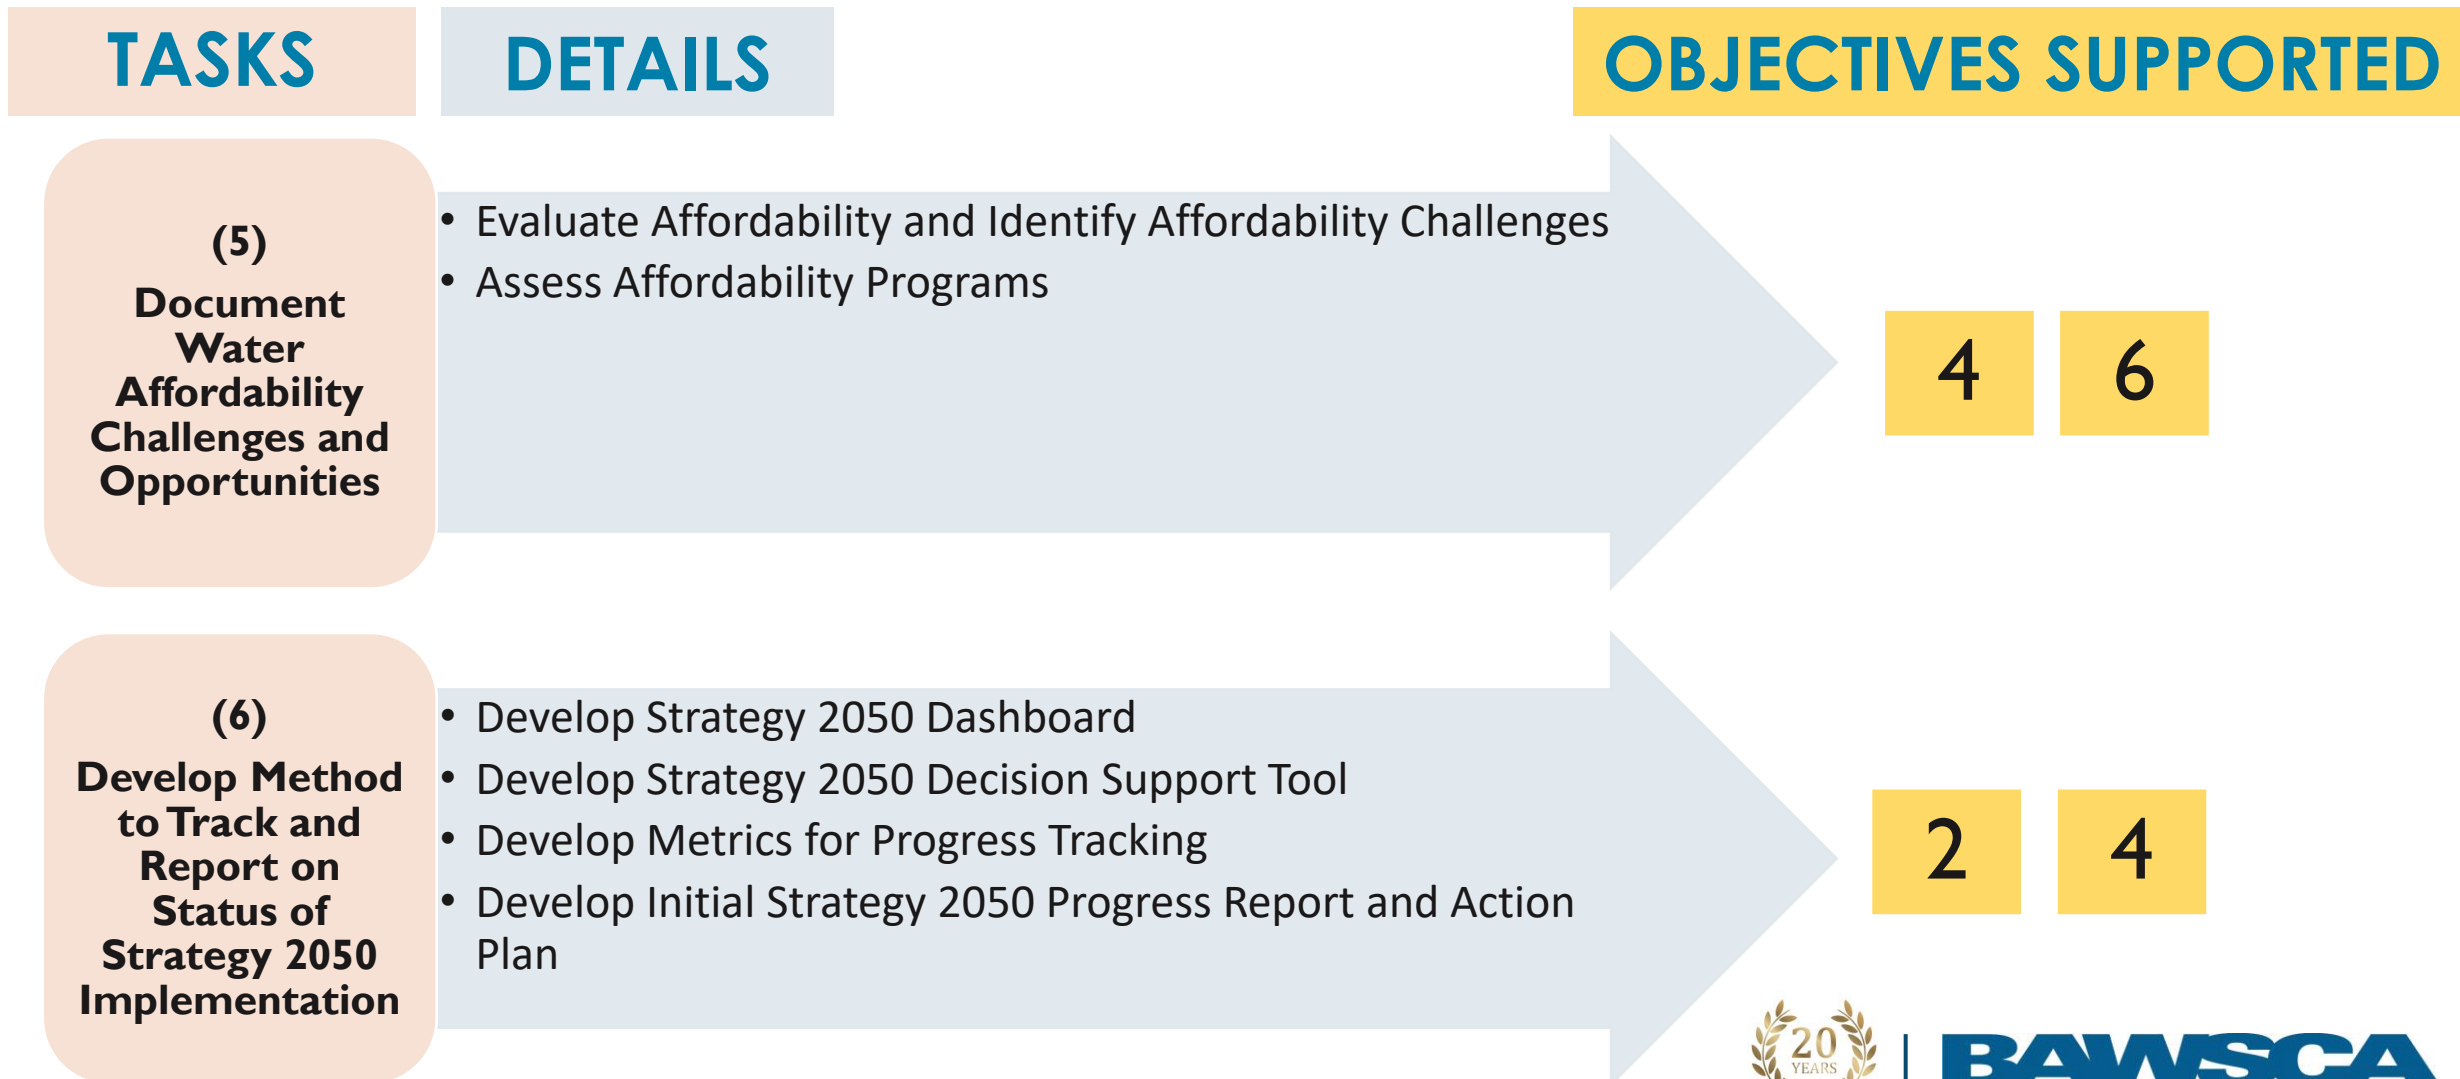 TASKS
DETAILS
OBJECTIVES SUPPORTED
(5)
Document
Water
Affordability
Challenges and
Opportunities
• Evaluate Affordability and Identify Affordability Challenges
• Assess Affordability Programs
4
6
(6)
Develop Method
to Track and
Report on
Status of
Strategy 2050
Implementation
• Develop Strategy 2050 Dashboard
• Develop Strategy 2050 Decision Support Tool
• Develop Metrics for Progress Tracking
• Develop Initial Strategy 2050 Progress Report and Action
Plan
2
4
20
YEARS
BAWSCA